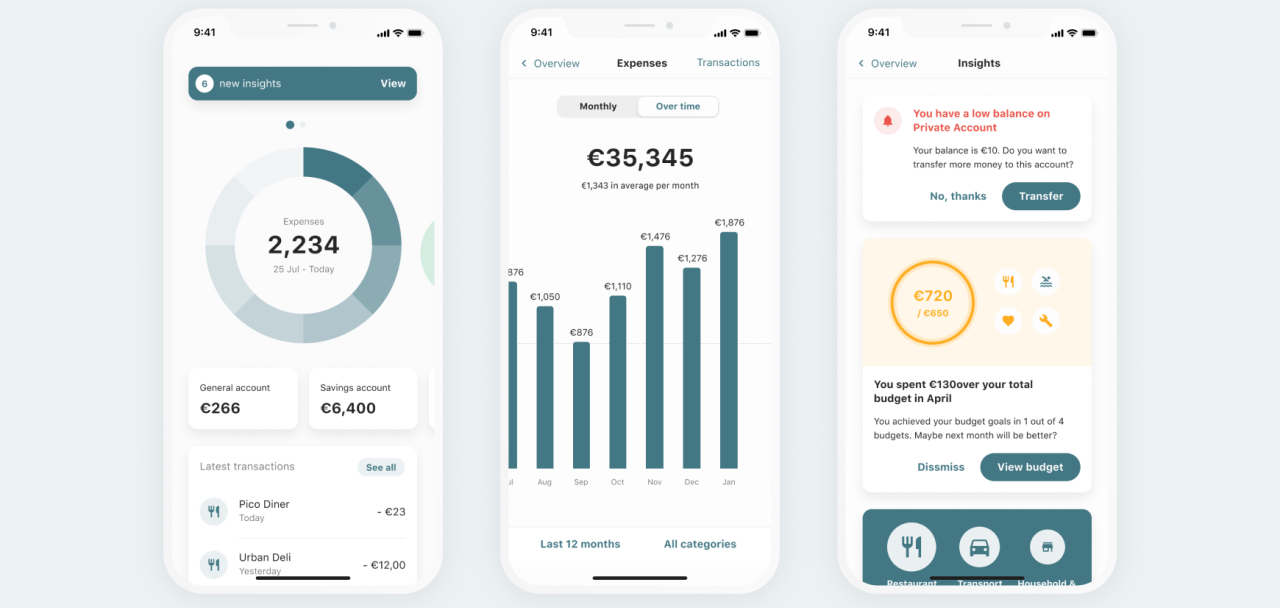 9:41
6 new insights View
Expenses
2,234
25 Jul - Today
General account
€266
Savings account
€6,400
Latest transactions See all
Pico Diner
Today
- €23
Urban Deli
Yesterday
- €12,00
9:41
Overview Expenses Transactions
Monthly Over time
€35,345
€1,343 in average per month
€1,876
€1,476
€1,276
876
€1,110
€1,050
€876
ul Aug Sep Oct Nov Dec Jan
Last 12 months All categories
9:41
Overview Insights
You have a low balance on
Private Account
Your balance is €10. Do you want to
transfer more money to this account?
No, thanks Transfer
€720
/ €650
You spent €130over your total
budget in April
You achieved your budget goals in 1 out of 4
budgets. Maybe next month will be better?
Dissmiss View budget
Restaurant Transport Household &